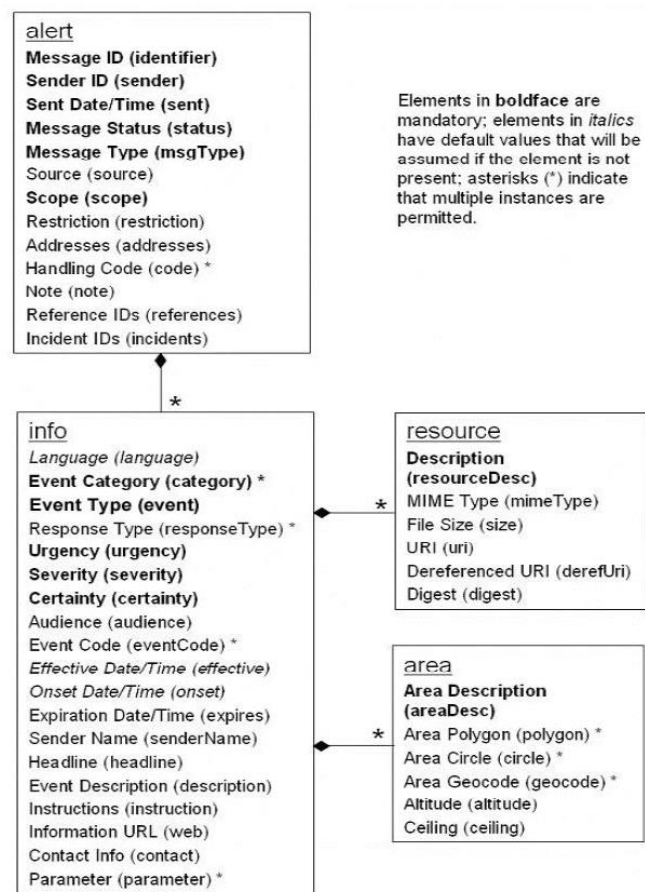 alert
Message ID (identifier)
Sender ID (sender)
Sent Date/Time (sent)
Message Status (status)
Message Type (msgType)
Source (source)
Scope (scope)
Restriction (restriction)
Addresses (addresses)
Handling Code (code) *
Note (note)
Reference IDs (references)
Incident IDs (incidents)
Elements in boldface are
mandatory; elements in italics
have default values that will be
assumed if the element is not
present; asterisks (*) indicate
that multiple instances are
permitted.
*
info
Language (language)
Event Category (category) *
Event Type (event)
Response Type (responseType) *
Urgency (urgency)
Severity (severity)
Certainty (certainty)
Audience (audience)
Event Code (eventCode) *
Effective Date/Time (effective)
Onset Date/Time (onset)
Expiration Date/Time (expires)
Sender Name (senderName)
Headline (headline)
Event Description (description)
Instructions (instruction)
Information URL (web)
Contact Info (contact)
Parameter (parameter) *
*
resource
Description
(resourceDesc)
MIME Type (mimeType)
File Size (size)
URI (uri)
Dereferenced URI (derefUri)
Digest (digest)
*
area
Area Description
(areaDesc)
Area Polygon (polygon) *
Area Circle (circle) *
Area Geocode (geocode) *
Altitude (altitude)
Ceiling (ceiling)